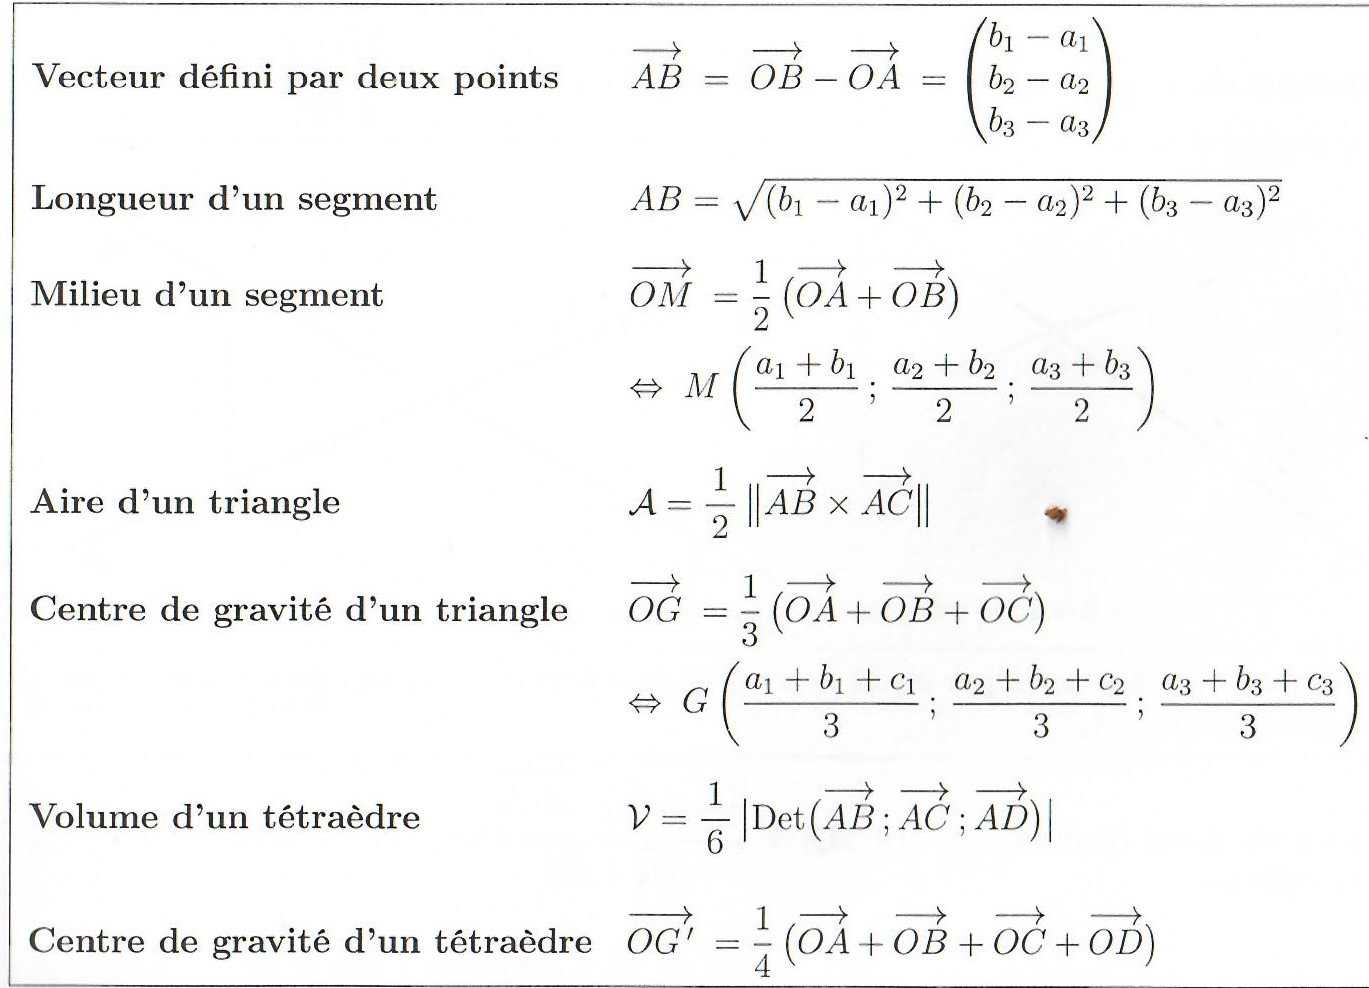 Vecteur défini par deux points $\overrightarrow{AB} = \overrightarrow{OB} - \overrightarrow{OA} = \begin{pmatrix} b_1 - a_1 \\ b_2 - a_2 \\ b_3 - a_3 \end{pmatrix}$
Longueur d'un segment $AB = \sqrt{(b_1 - a_1)^2 + (b_2 - a_2)^2 + (b_3 - a_3)^2}$
Milieu d'un segment $\overrightarrow{OM} = \frac{1}{2} (\overrightarrow{OA} + \overrightarrow{OB})$
$\Leftrightarrow M \left( \frac{a_1 + b_1}{2} ; \frac{a_2 + b_2}{2} ; \frac{a_3 + b_3}{2} \right)$
Aire d'un triangle $\mathcal{A} = \frac{1}{2} \| \overrightarrow{AB} \times \overrightarrow{AC} \|$
Centre de gravité d'un triangle $\overrightarrow{OG} = \frac{1}{3} (\overrightarrow{OA} + \overrightarrow{OB} + \overrightarrow{OC})$
$\Leftrightarrow G \left( \frac{a_1 + b_1 + c_1}{3} ; \frac{a_2 + b_2 + c_2}{3} ; \frac{a_3 + b_3 + c_3}{3} \right)$
Volume d'un tétraèdre $\mathcal{V} = \frac{1}{6} | \text{Det}(\overrightarrow{AB} ; \overrightarrow{AC} ; \overrightarrow{AD}) |$
Centre de gravité d'un tétraèdre $\overrightarrow{OG'} = \frac{1}{4} (\overrightarrow{OA} + \overrightarrow{OB} + \overrightarrow{OC} + \overrightarrow{OD})$